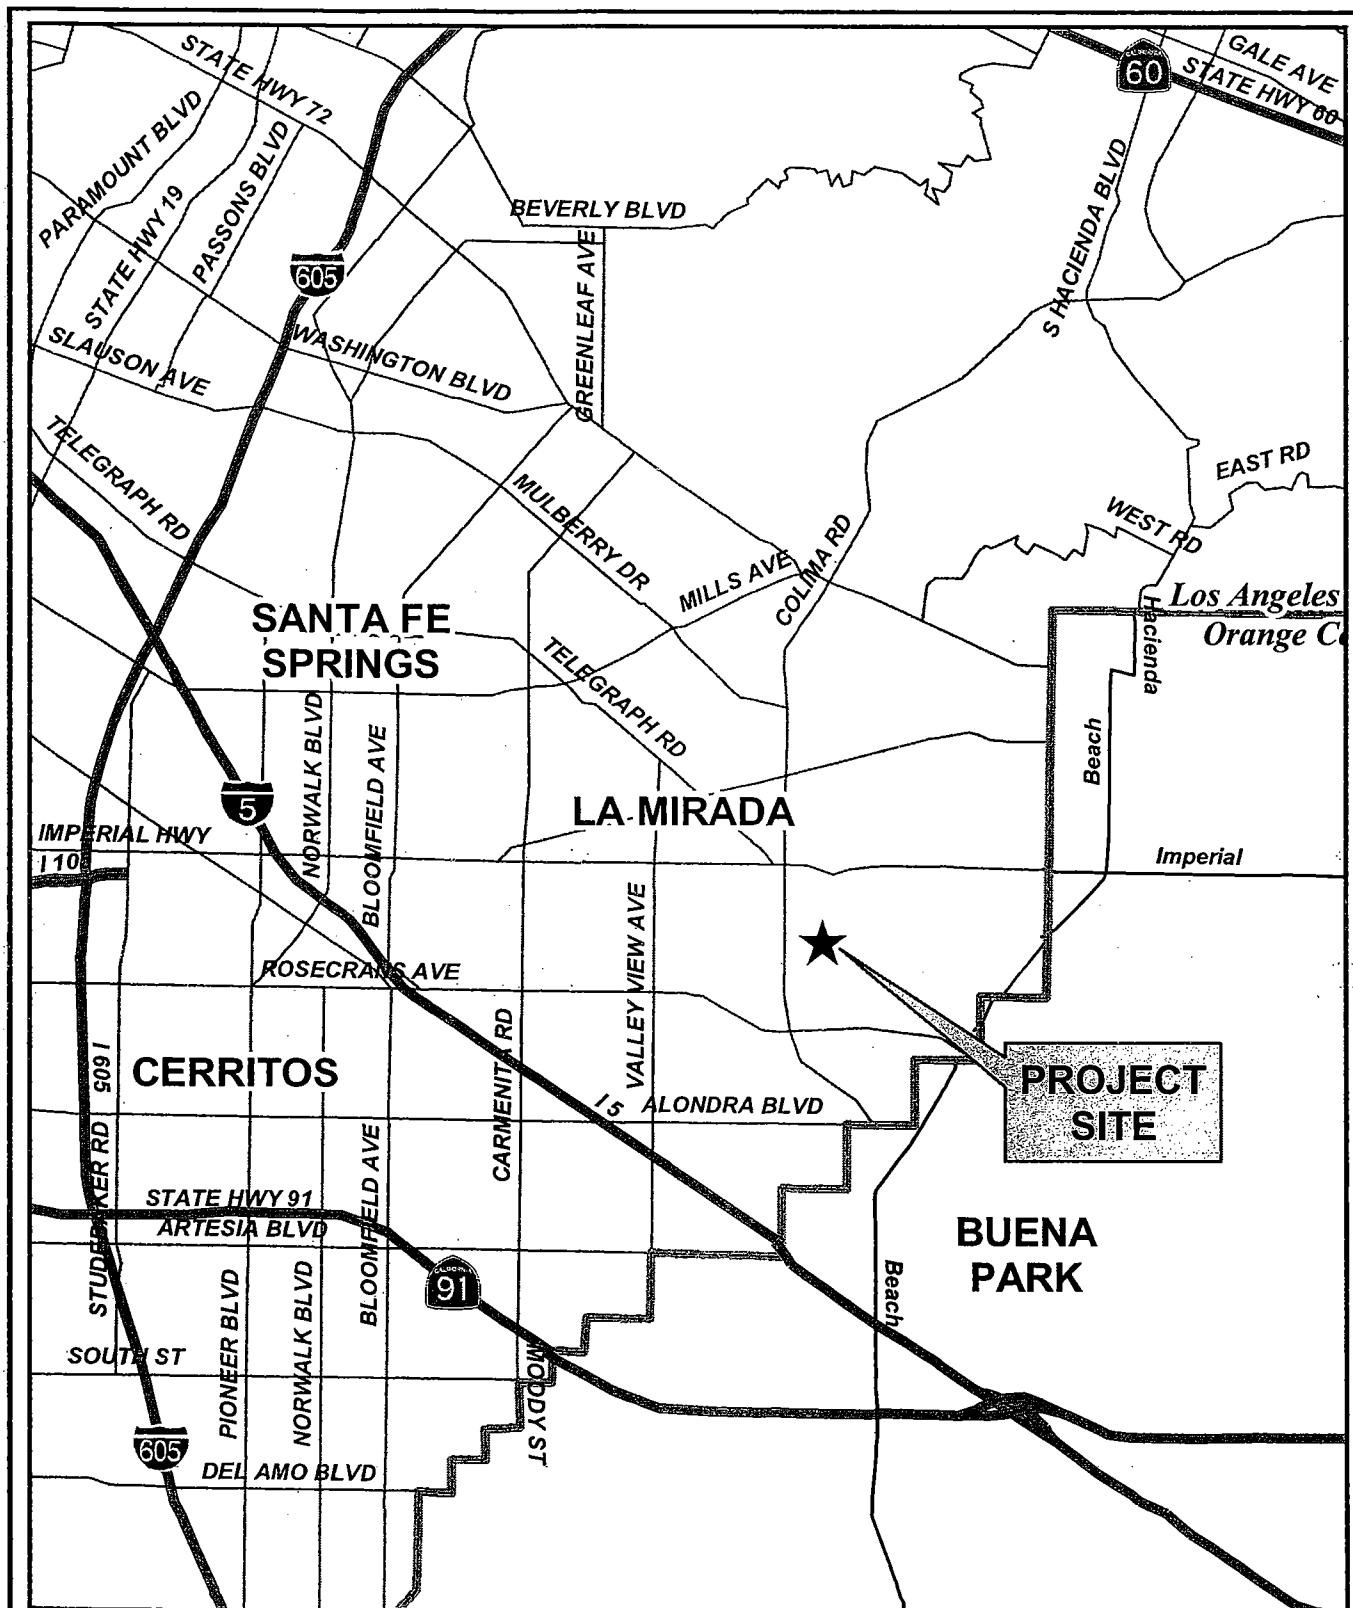 STATE HWY 72
60
GALE AVE
STATE HWY 60
PARAMOUNT BLVD
STATE HWY 19
PASSONS BLVD
605
BEVERLY BLVD
GREENLEAF AVE
S HACIENDA BLVD
SLAUSON AVE
WASHINGTON BLVD
TELEGRAPH RD
MULBERRY DR
MILLS AVE
COLIMA RD
EAST RD
WEST RD
Los Angeles
Orange Co
Hacienda
SANTA FE
SPRINGS
TELEGRAPH RD
NORWALK BLVD
BLOOMFIELD AVE
Beach
5
LA MIRADA
IMPERIAL HWY
I 10
Imperial
VALLEY VIEW AVE
ROSECRANS AVE
I 605
CERRITOS
CARMENITA RD
I 5
ALONDRA BLVD
PROJECT
SITE
STUDEBAKER RD
STATE HWY 91
ARTESIA BLVD
BLOOMFIELD AVE
91
BUENA
PARK
Beach
PIONEER BLVD
NORWALK BLVD
SOUTH ST
MOODY ST
605
DEL AMO BLVD